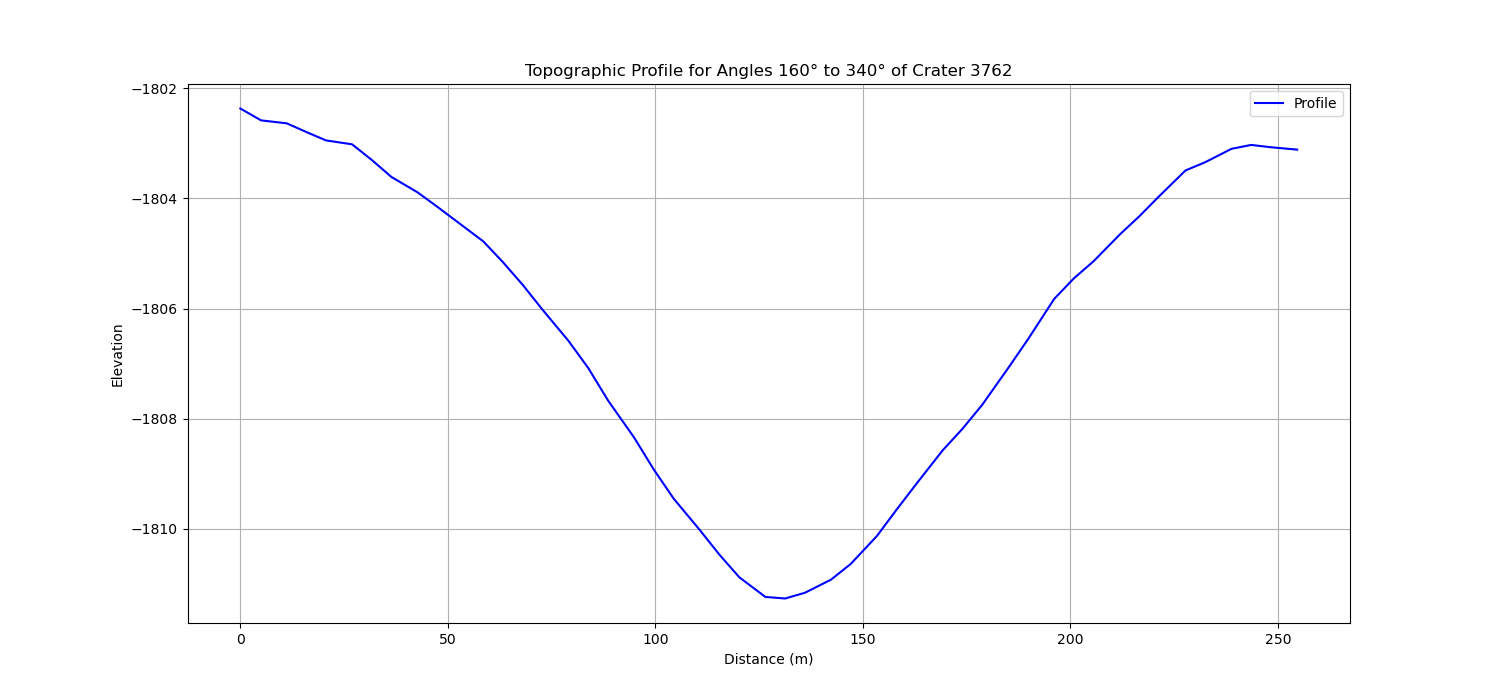 Topographic Profile for Angles 160° to 340° of Crater 3762
Profile
−1802
−1804
−1806
−1808
−1810
Elevation
0 50 100 150 200 250
Distance (m)